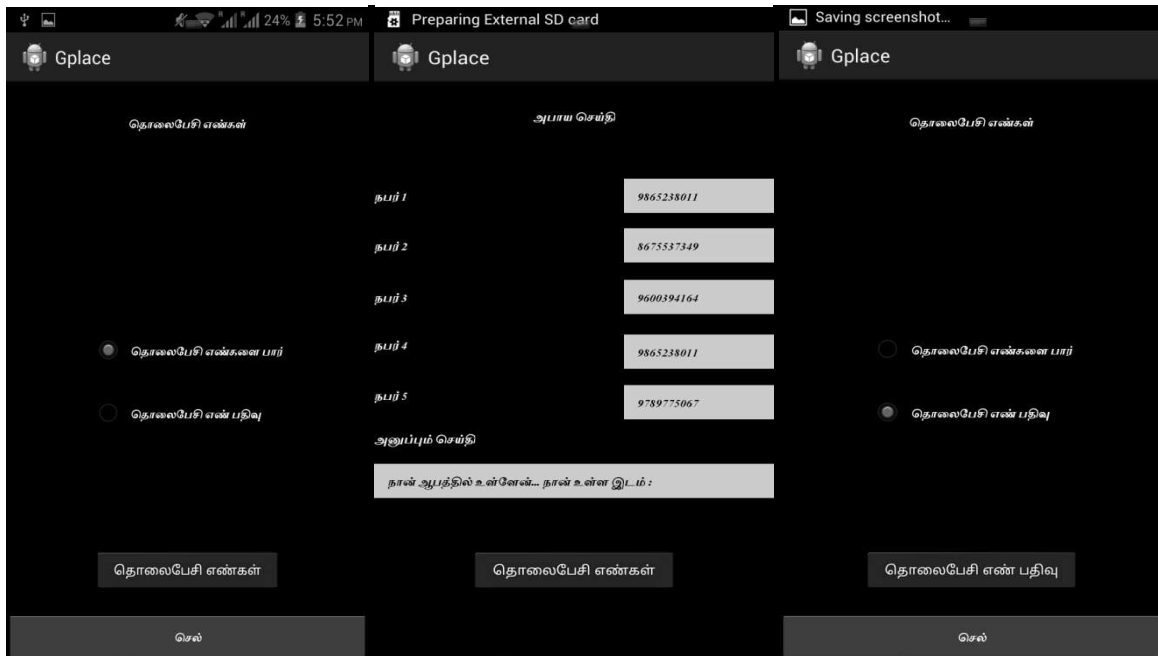 24% 5:52 PM
Gplace
தொலைபேசி எண்கள்
தொலைபேசி எண்களை பார்
தொலைபேசி எண் பதிவு
தொலைபேசி எண்கள்
செல்
Preparing External SD card
Gplace
அபாய செய்தி
நபர் 1 9865238011
நபர் 2 8675537349
நபர் 3 9600394164
நபர் 4 9865238011
நபர் 5 9789775067
அனுப்பும் செய்தி
நான் ஆபத்தில் உள்ளேன்... நான் உள்ள இடம் :
தொலைபேசி எண்கள்
Saving screenshot...
Gplace
தொலைபேசி எண்கள்
தொலைபேசி எண்களை பார்
தொலைபேசி எண் பதிவு
தொலைபேசி எண் பதிவு
செல்